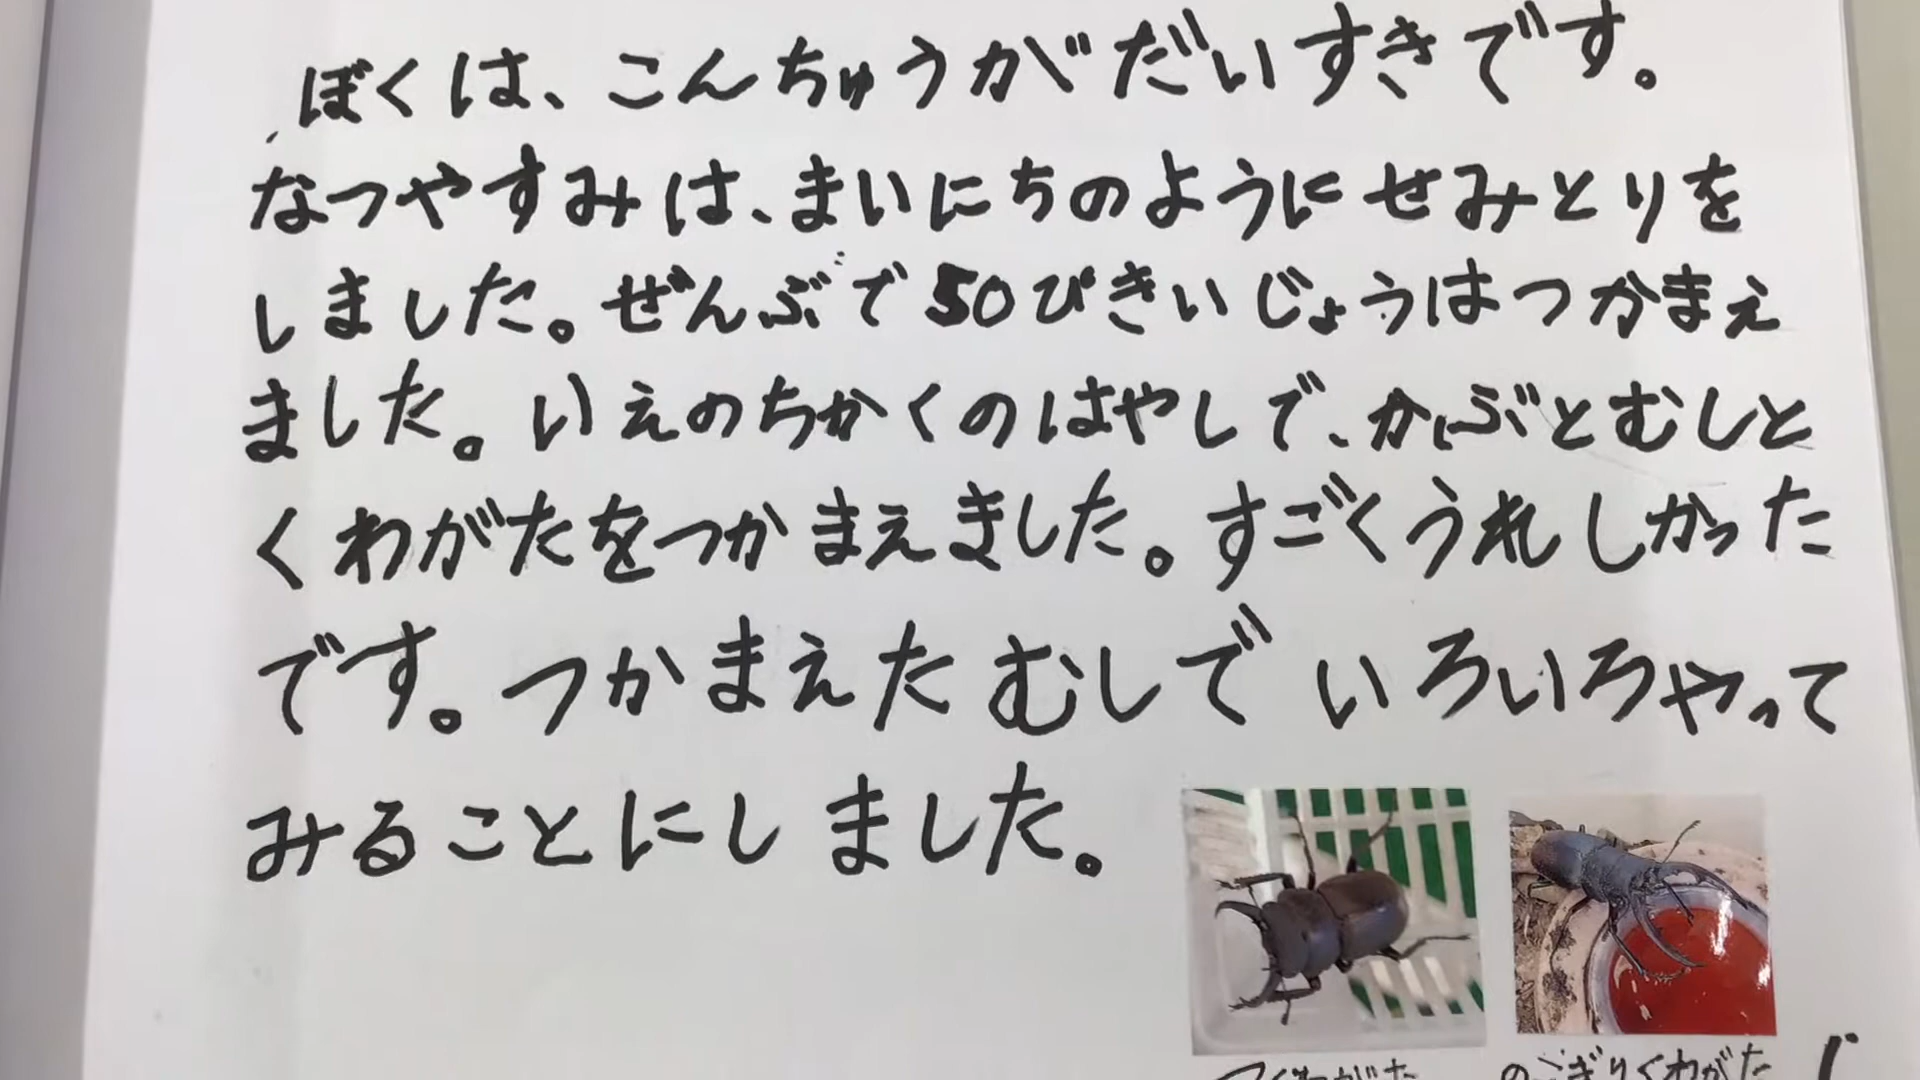 ぼくは、こんちゅうがだいすきです。
なつやすみは、まいにちのようにせみとりを
しました。ぜんぶで50ぴきいじょうはつかまえ
ました。いえのちかくのはやしで、かぶとむしと
くわがたをつかまえました。すごくうれしかった
です。つかまえたむしでいろいろやって
みることにしました。
のこぎりくわがた